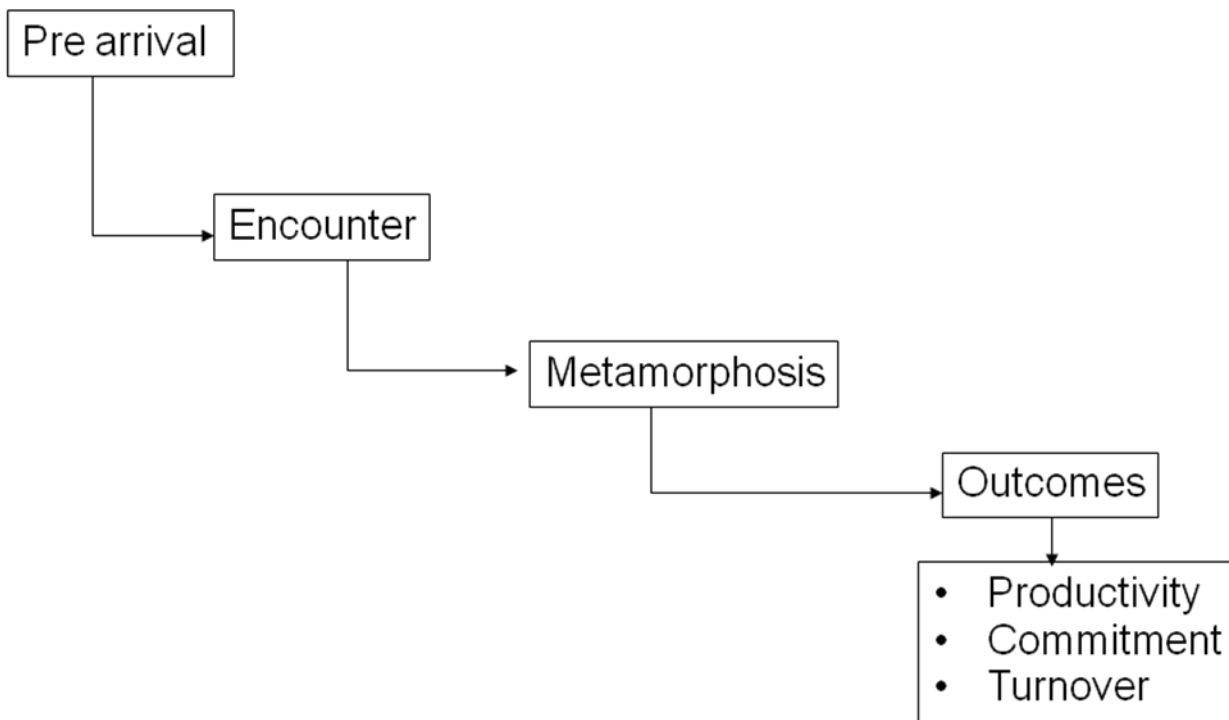 Pre arrival
Encounter
Metamorphosis
Outcomes
• Productivity
• Commitment
• Turnover